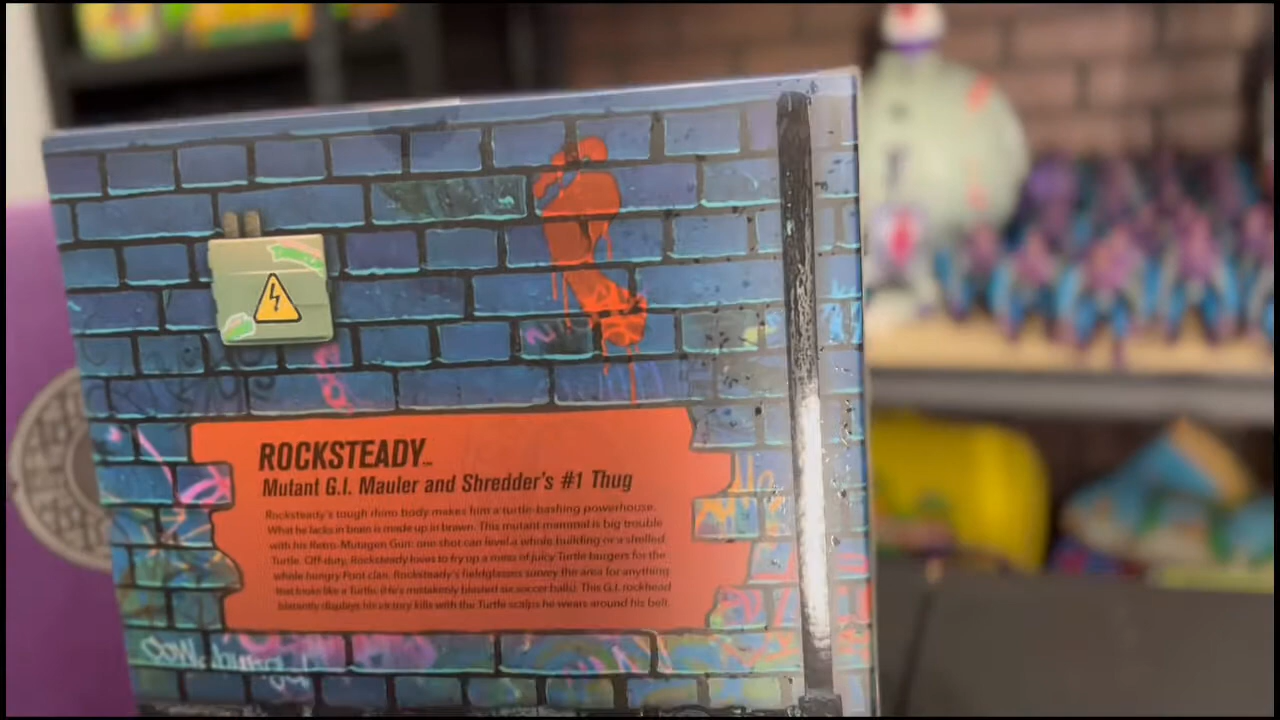 ROCKSTEADY™
Mutant G.I. Mauler and Shredder's #1 Thug
Rocksteady's tough rhino body makes him a turtle-bashing powerhouse.
What he lacks in brain is made up in brawn. This mutant mammal is big trouble
with his Retro-Mutagen Gun: one shot can level a whole building or a shelled
Turtle. Off-duty, Rocksteady loves to fry up a mess of juicy Turtle burgers for the
whole hungry Foot clan. Rocksteady's fieldglasses survey the area for anything
that looks like a Turtle. (He's mistakenly blasted six soccer balls). This G.I. rockhead
blatantly displays his victory kills with the Turtle scalps he wears around his belt.